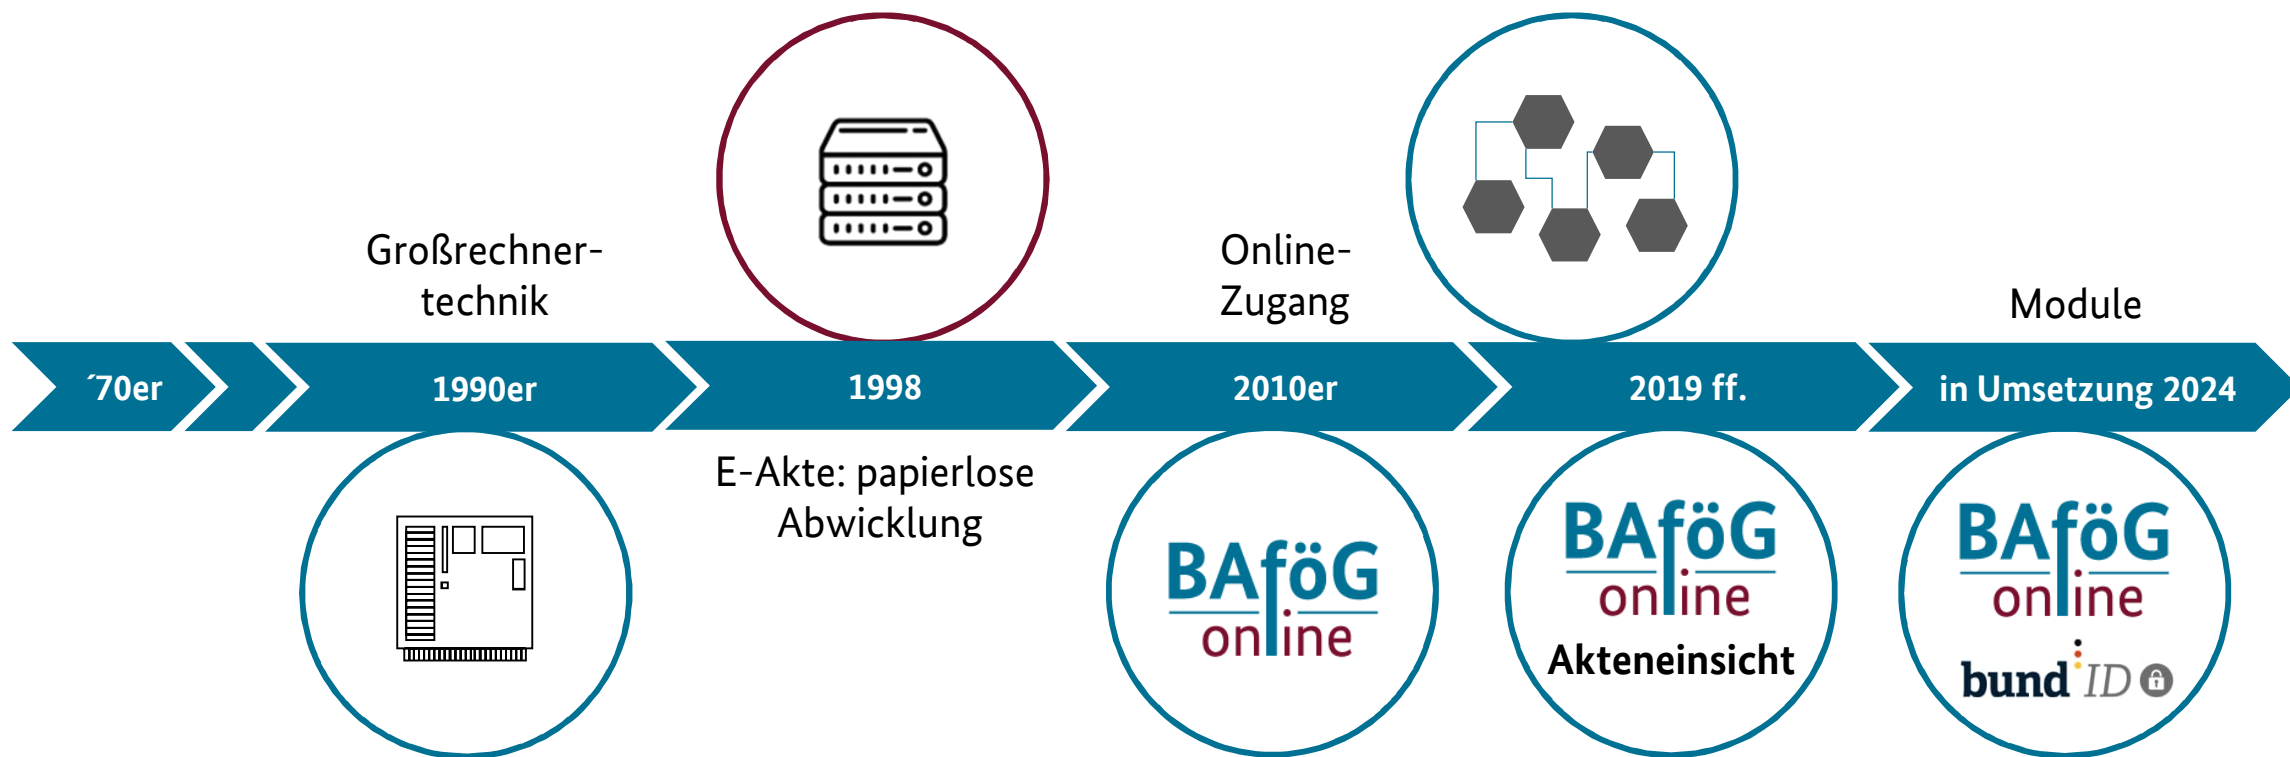 Großrechner-
technik
Online-
Zugang
Module
´70er
1990er
1998
2010er
2019 ff.
in Umsetzung 2024
E-Akte: papierlose
Abwicklung
BAföG
online
BAföG
online
Akteneinsicht
BAföG
online
bund ID